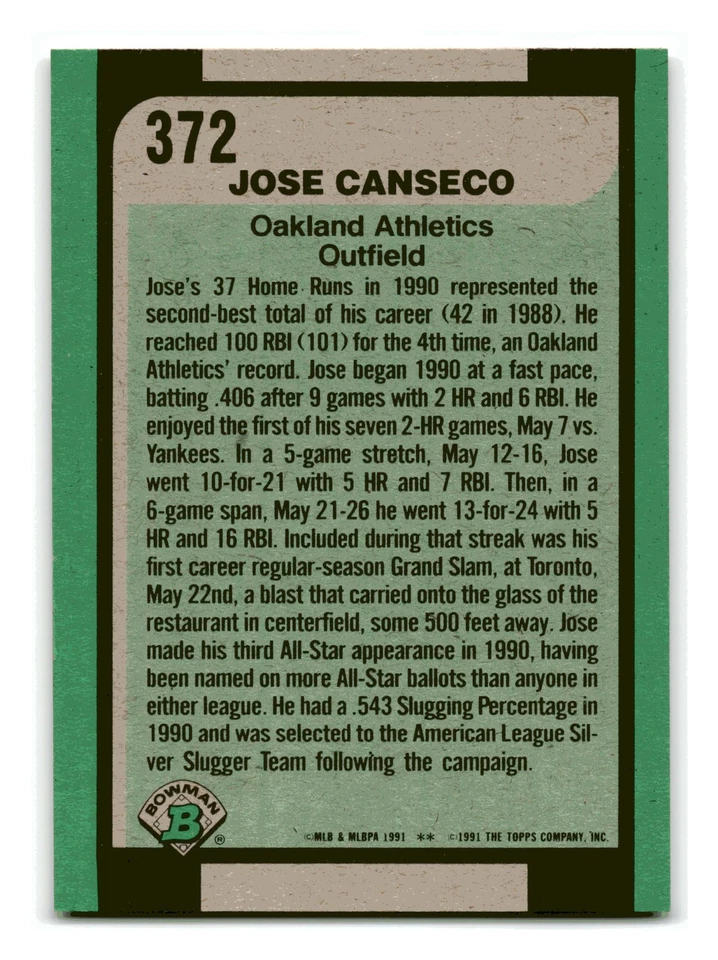 372
JOSE CANSECO
Oakland Athletics
Outfield
Jose's 37 Home Runs in 1990 represented the
second-best total of his career (42 in 1988). He
reached 100 RBI (101) for the 4th time, an Oakland
Athletics' record. Jose began 1990 at a fast pace,
batting .406 after 9 games with 2 HR and 6 RBI. He
enjoyed the first of his seven 2-HR games, May 7 vs.
Yankees. In a 5-game stretch, May 12-16, Jose
went 10-for-21 with 5 HR and 7 RBI. Then, in a
6-game span, May 21-26 he went 13-for-24 with 5
HR and 16 RBI. Included during that streak was his
first career regular-season Grand Slam, at Toronto,
May 22nd, a blast that carried onto the glass of the
restaurant in centerfield, some 500 feet away. Jose
made his third All-Star appearance in 1990, having
been named on more All-Star ballots than anyone in
either league. He had a .543 Slugging Percentage in
1990 and was selected to the American League Sil-
ver Slugger Team following the campaign.
BOWMAN
B ®
©MLB & MLBPA 1991 ** ©1991 THE TOPPS COMPANY, INC.